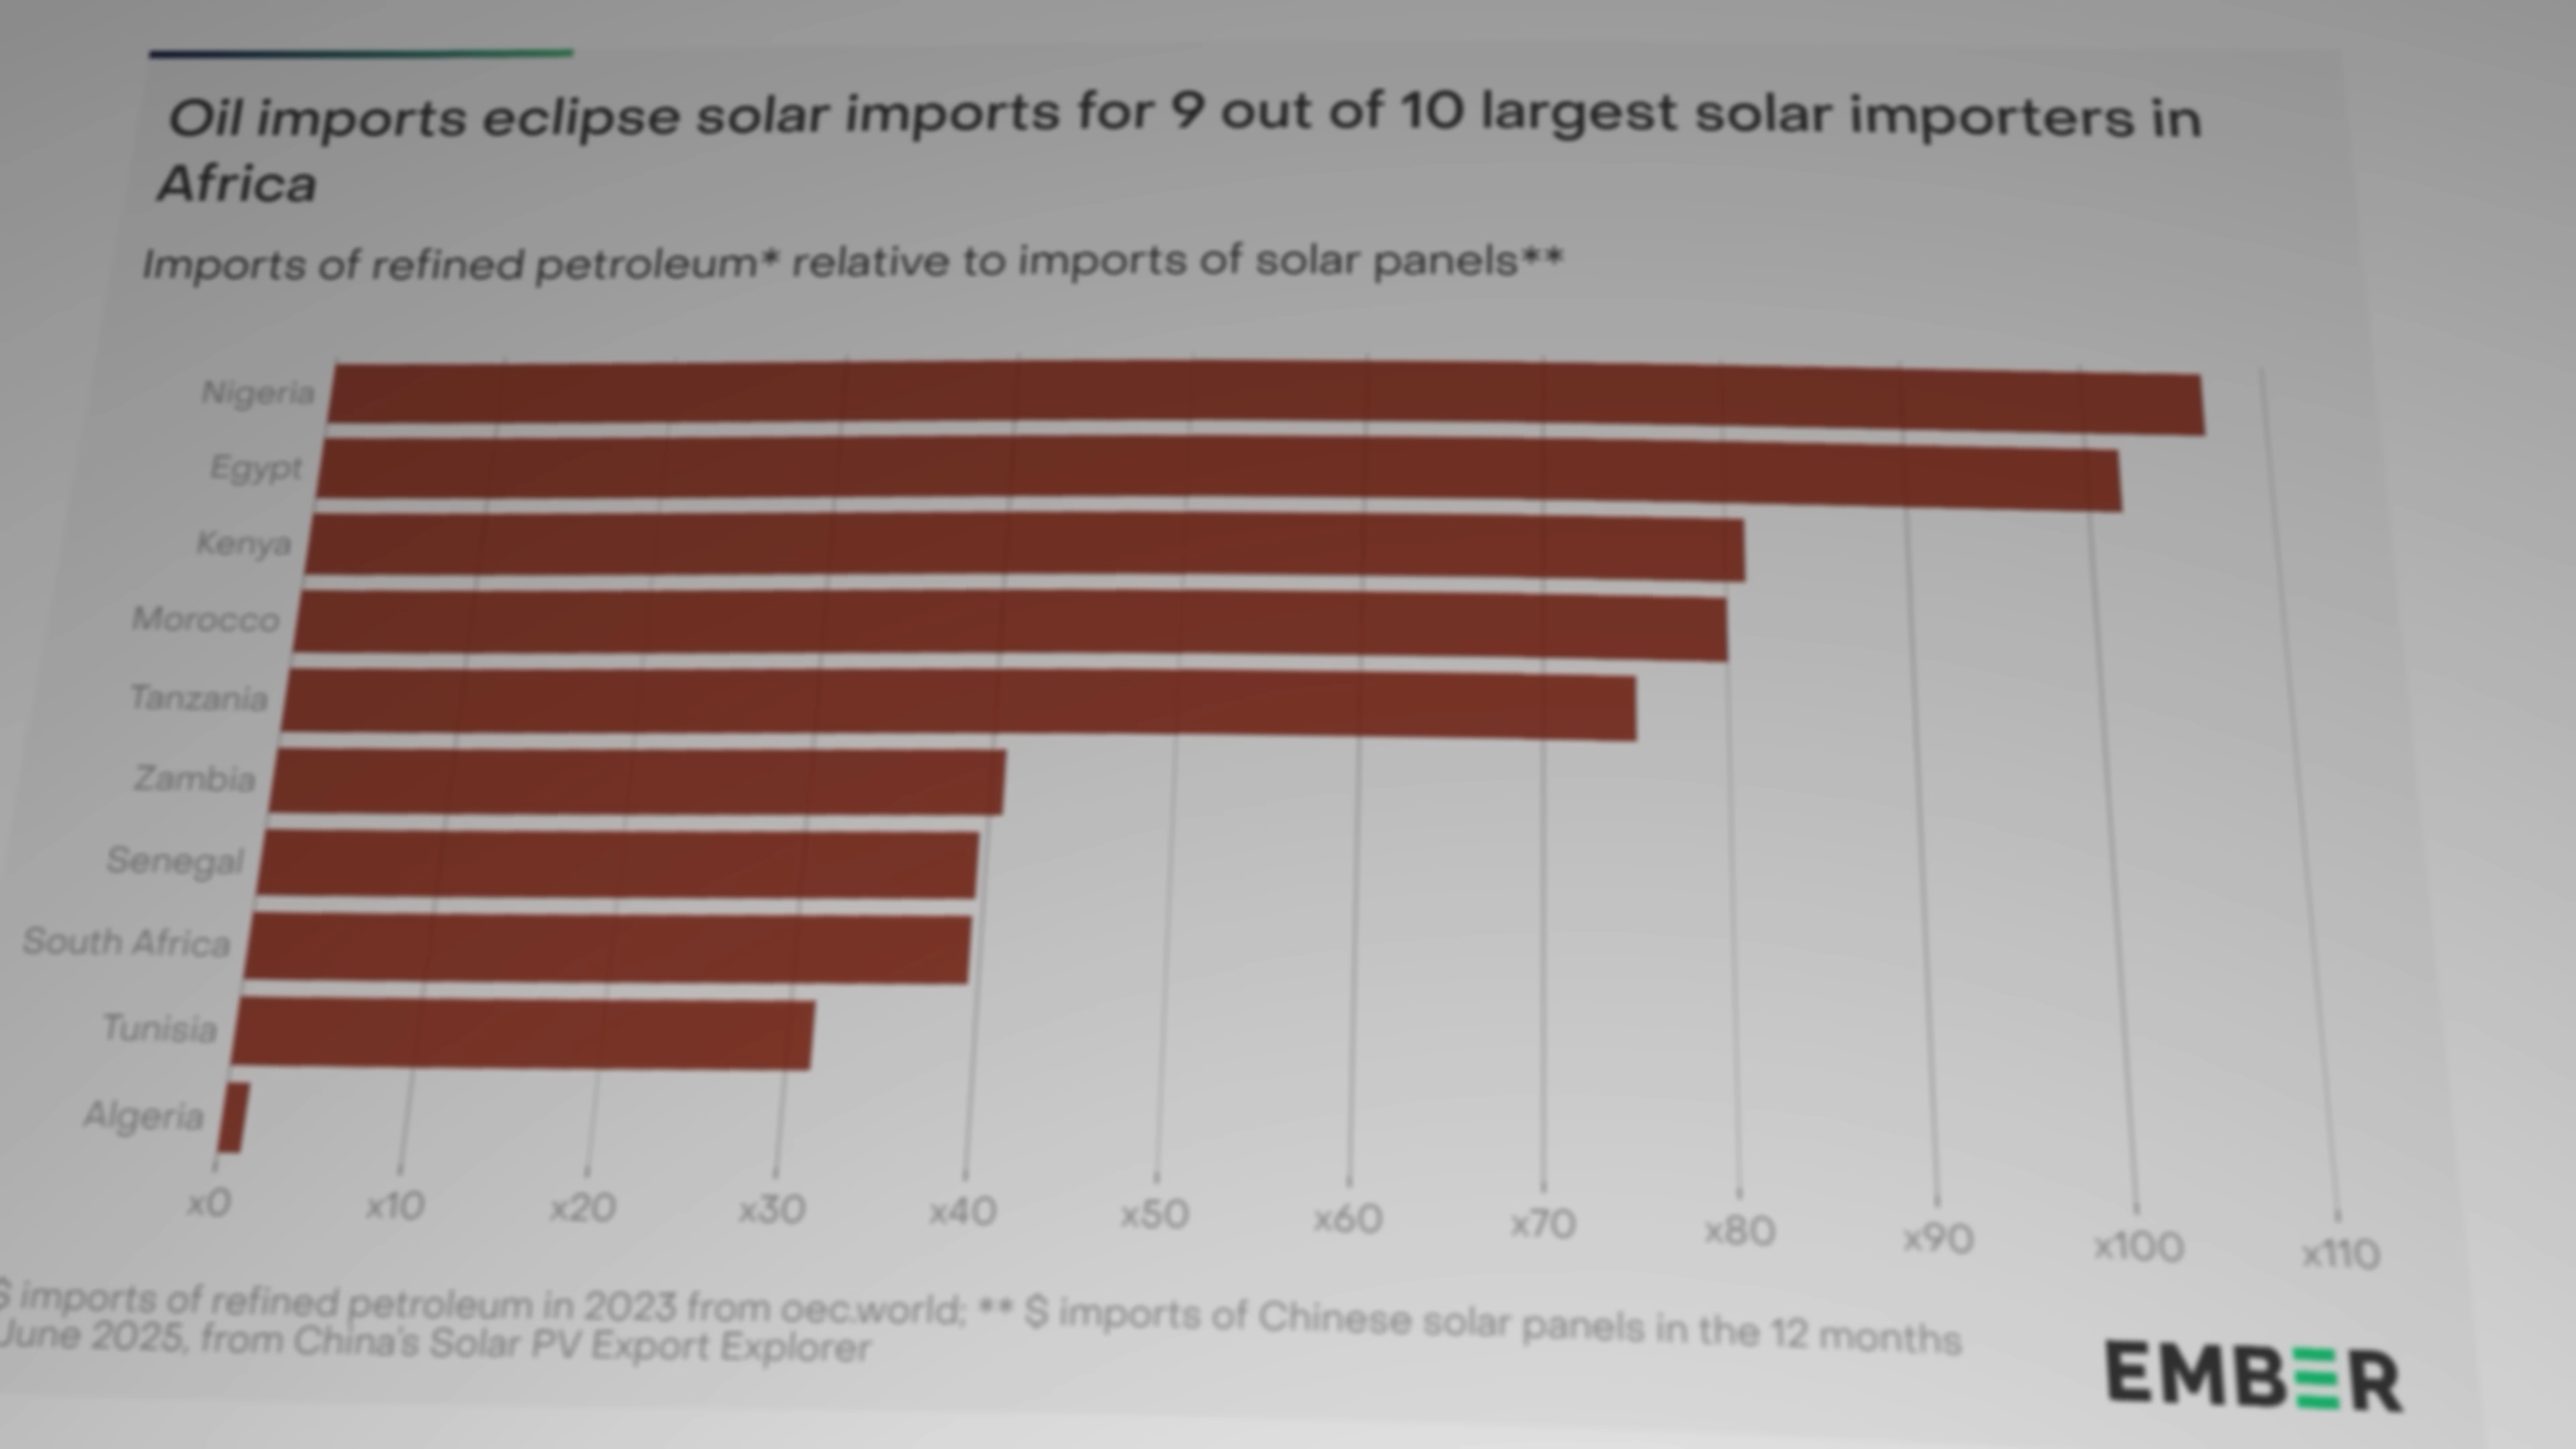 Oil imports eclipse solar imports for 9 out of 10 largest solar importers in
Africa
Imports of refined petroleum* relative to imports of solar panels**
Nigeria
Egypt
Kenya
Morocco
Tanzania
Zambia
Senegal
South Africa
Tunisia
Algeria
x0 x10 x20 x30 x40 x50 x60 x70 x80 x90 x100 x110
$ imports of refined petroleum in 2023 from oec.world; ** $ imports of Chinese solar panels in the 12 months
June 2025, from China's Solar PV Export Explorer
EMBER